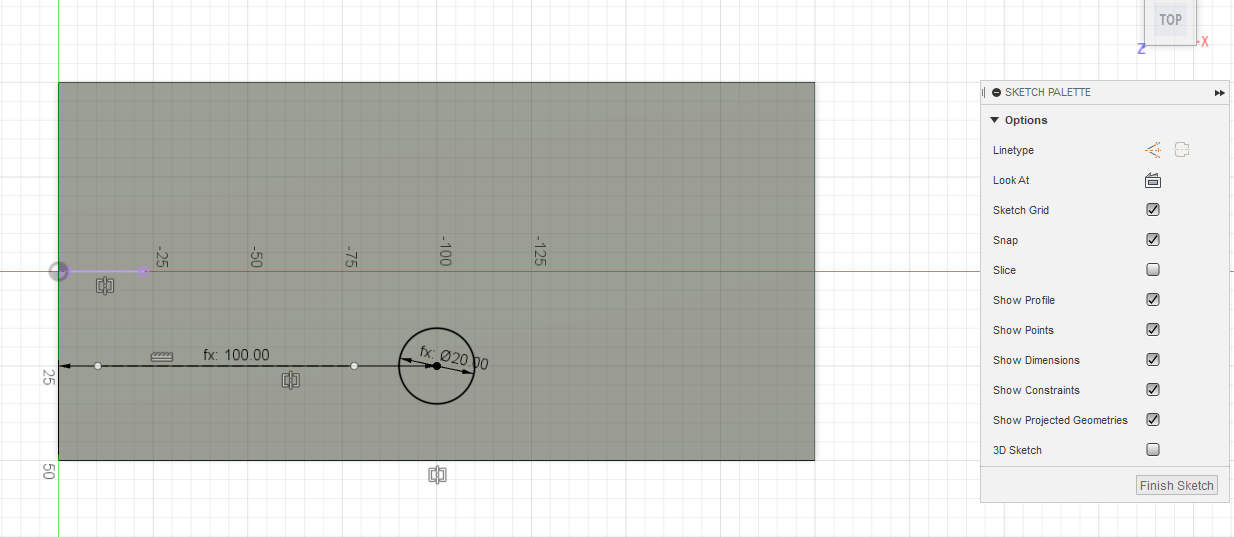 TOP
X
Z
SKETCH PALETTE
Options
Linetype
Look At
Sketch Grid
Snap
Slice
Show Profile
Show Points
Show Dimensions
Show Constraints
Show Projected Geometries
3D Sketch
Finish Sketch
-25
-50
-75
-100
-125
fx: 100.00
fx: Ø20.00
25
50